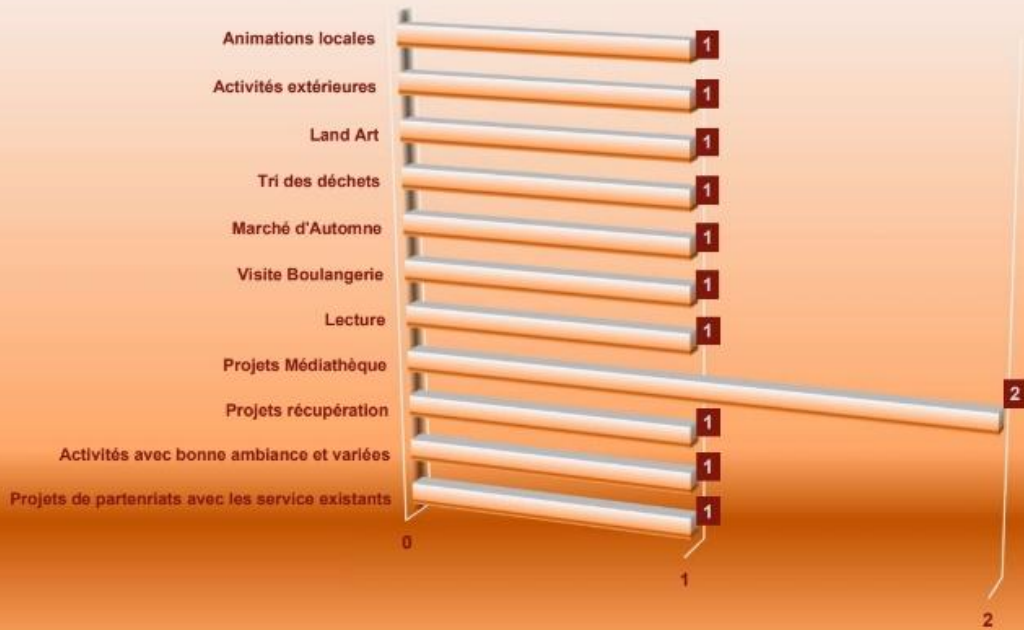 Animations locales 1
Activités extérieures 1
Land Art 1
Tri des déchets 1
Marché d'Automne 1
Visite Boulangerie 1
Lecture 1
Projets Médiathèque 2
Projets récupération 1
Activités avec bonne ambiance et variées 1
Projets de partenriats avec les service existants 1
0
1
2